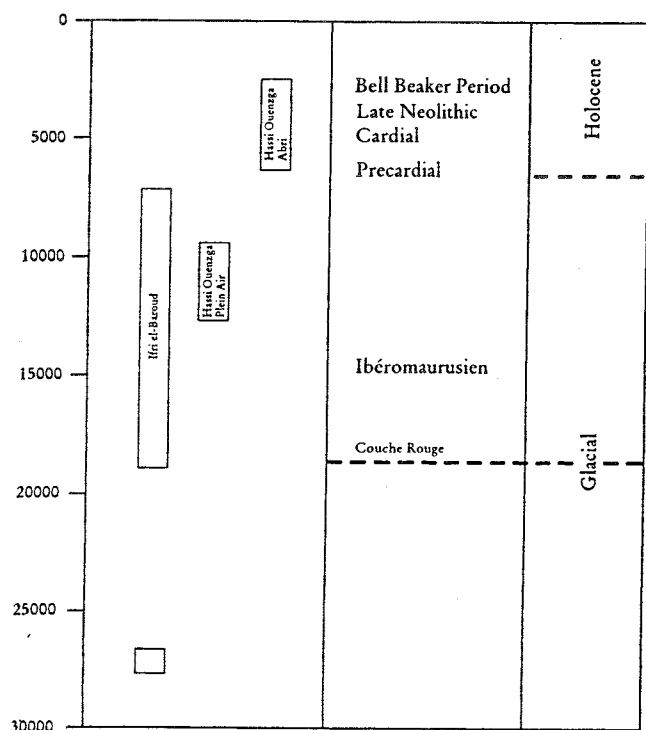 0
5000
10000
15000
20000
25000
30000
Ifri el-Baroud
Hassi Ouenzga
Plein Air
Hassi Ouenzga
Abri
Bell Beaker Period
Late Neolithic
Cardial
Precardial
Ibéromaurusien
Couche Rouge
Holocene
Glacial